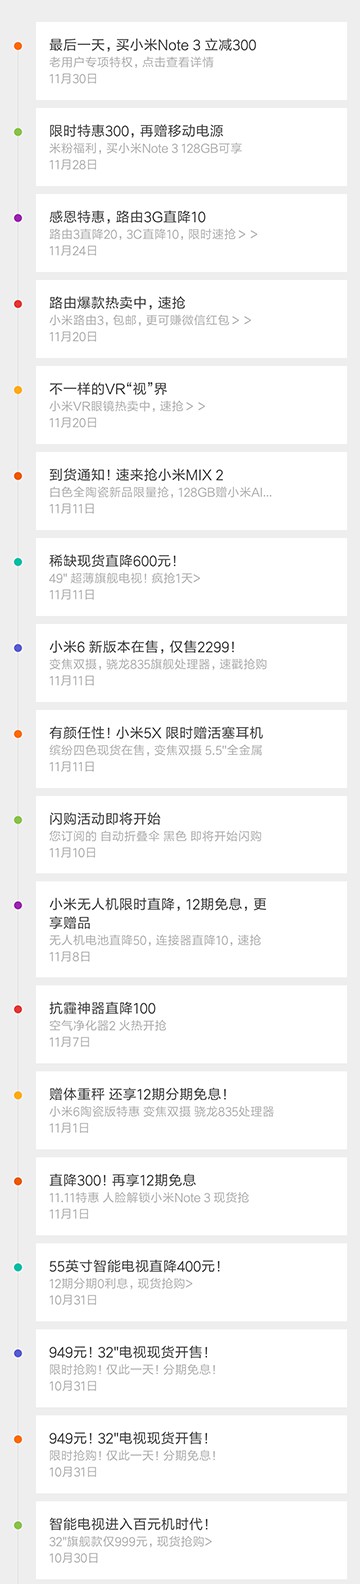 最后一天，买小米Note 3 立减300
老用户专项特权，点击查看详情
11月30日
限时特惠300，再赠移动电源
米粉福利，买小米Note 3 128GB可享
11月28日
感恩特惠，路由3G直降10
路由3直降20，3C直降10，限时速抢＞＞
11月24日
路由爆款热卖中，速抢
小米路由3，包邮，更可赚微信红包＞＞
11月20日
不一样的VR“视”界
小米VR眼镜热卖中，速抢＞＞
11月20日
到货通知！速来抢小米MIX 2
白色全陶瓷新品限量抢，128GB赠小米AI...
11月11日
稀缺现货直降600元！
49" 超薄旗舰电视！疯抢1天>
11月11日
小米6 新版本在售，仅售2299！
变焦双摄，骁龙835旗舰处理器，速戳抢购
11月11日
有颜任性！小米5X 限时赠活塞耳机
缤纷四色现货在售，变焦双摄 5.5"全金属
11月11日
闪购活动即将开始
您订阅的 自动折叠伞 黑色 即将开始闪购
11月10日
小米无人机限时直降，12期免息，更
享赠品
无人机电池直降50，连接器直降10，速抢
11月8日
抗霾神器直降100
空气净化器2 火热开抢
11月7日
赠体重秤 还享12期分期免息！
小米6陶瓷版特惠 变焦双摄 骁龙835处理器
11月1日
直降300！再享12期免息
11.11特惠 人脸解锁小米Note 3 现货抢
11月1日
55英寸智能电视直降400元！
12期分期0利息，现货抢购>
10月31日
949元！32"电视现货开售！
限时抢购！仅此一天！分期免息！
10月31日
949元！32"电视现货开售！
限时抢购！仅此一天！分期免息！
10月31日
智能电视进入百元机时代！
32"旗舰款仅999元，现货抢购>
10月30日